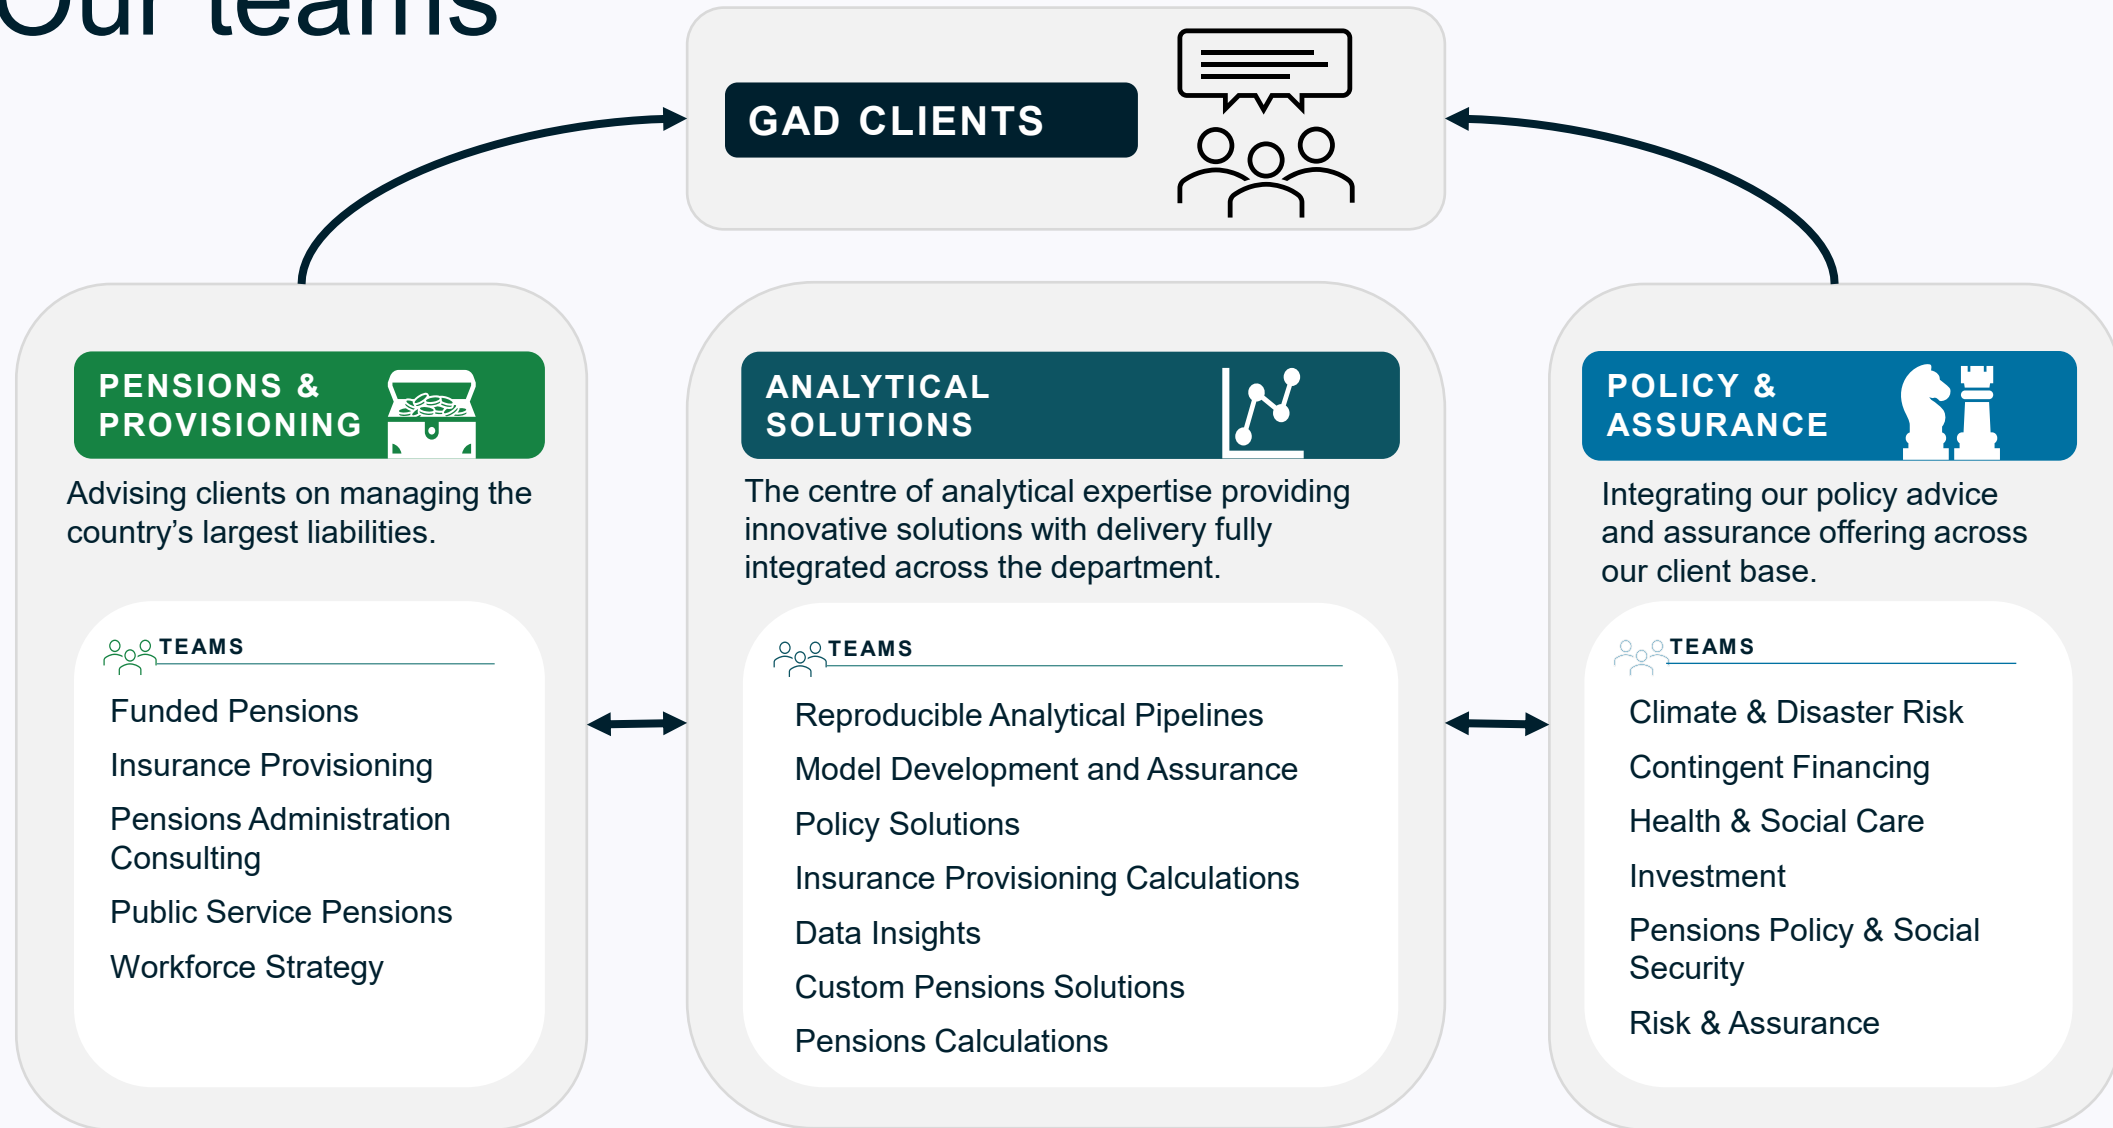 Our teams
GAD CLIENTS
PENSIONS &
PROVISIONING
Advising clients on managing the
country’s largest liabilities.
TEAMS
Funded Pensions
Insurance Provisioning
Pensions Administration
Consulting
Public Service Pensions
Workforce Strategy
ANALYTICAL
SOLUTIONS
The centre of analytical expertise providing
innovative solutions with delivery fully
integrated across the department.
TEAMS
Reproducible Analytical Pipelines
Model Development and Assurance
Policy Solutions
Insurance Provisioning Calculations
Data Insights
Custom Pensions Solutions
Pensions Calculations
POLICY &
ASSURANCE
Integrating our policy advice
and assurance offering across
our client base.
TEAMS
Climate & Disaster Risk
Contingent Financing
Health & Social Care
Investment
Pensions Policy & Social
Security
Risk & Assurance